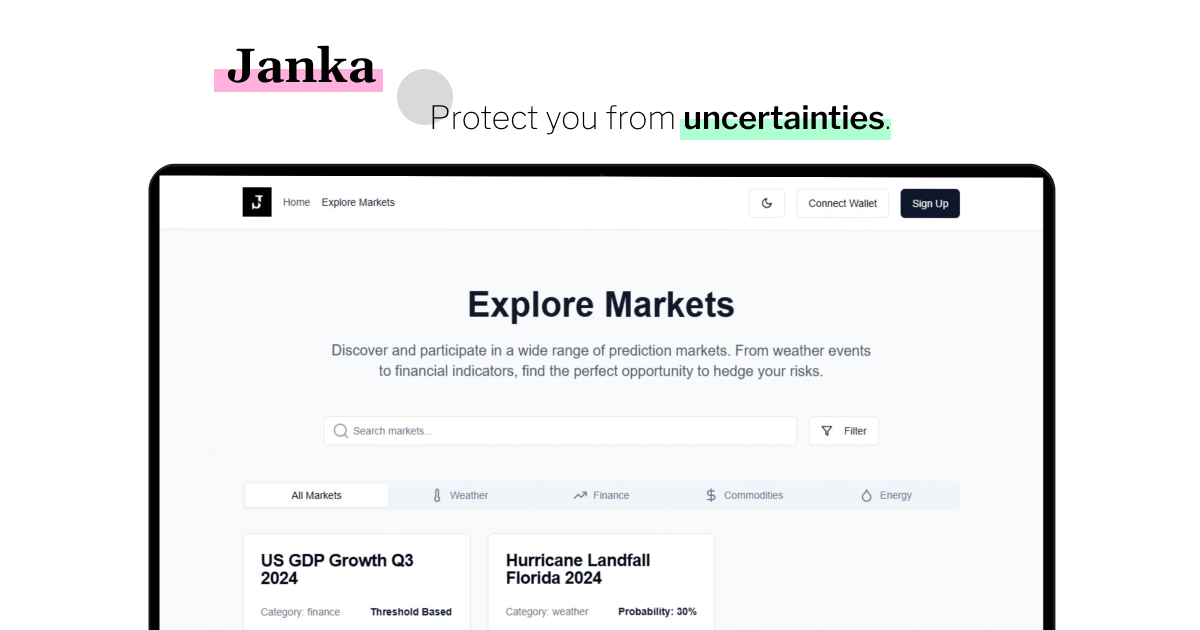 Janka
Protect you from uncertainties.
J Home Explore Markets Connect Wallet Sign Up
Explore Markets
Discover and participate in a wide range of prediction markets. From weather events
to financial indicators, find the perfect opportunity to hedge your risks.
Search markets... Filter
All Markets Weather Finance Commodities Energy
US GDP Growth Q3
2024
Category: finance Threshold Based
Hurricane Landfall
Florida 2024
Category: weather Probability: 30%